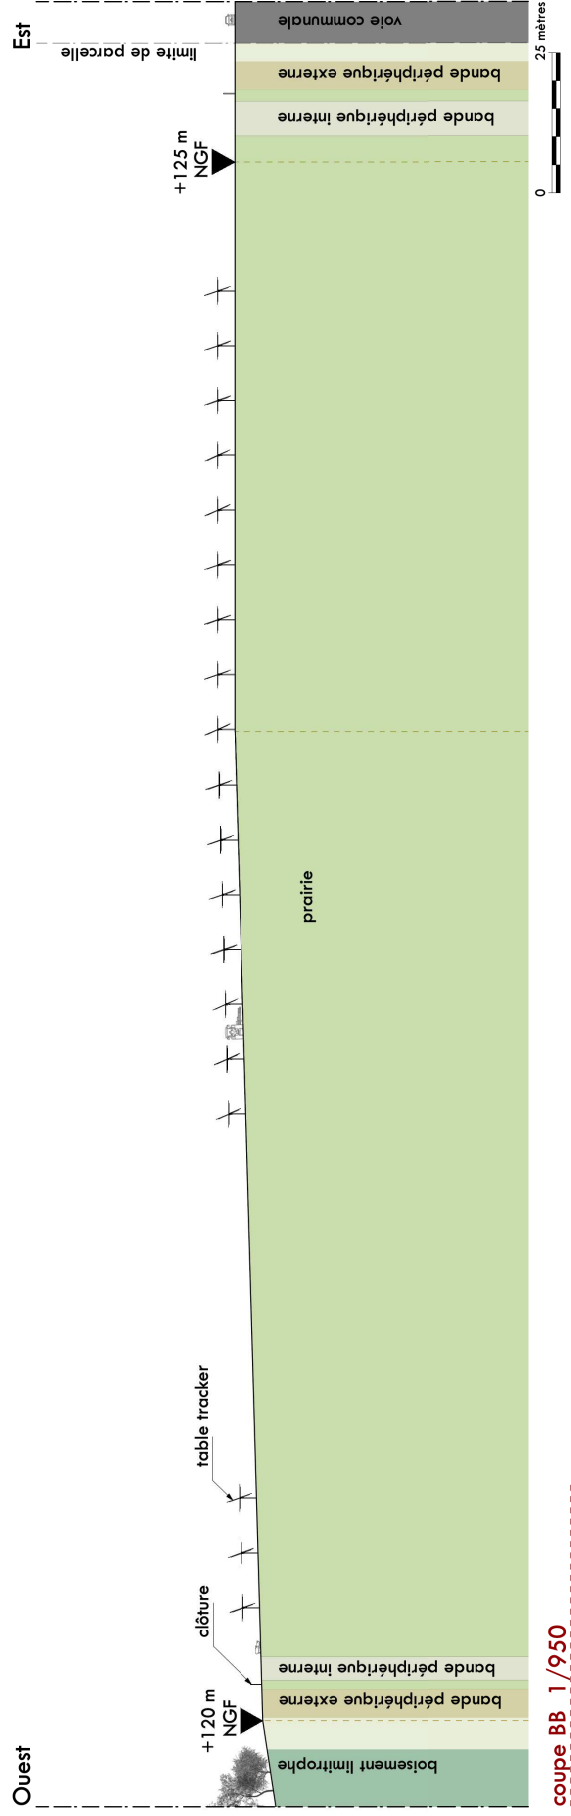 Ouest
Est
+120 m
NGF
clôture
table tracker
+125 m
NGF
limite de parcelle
boisement limitrophe
bande périphérique externe
bande périphérique interne
prairie
bande périphérique interne
bande périphérique externe
voie communale
coupe BB 1/950
0
25 mètres